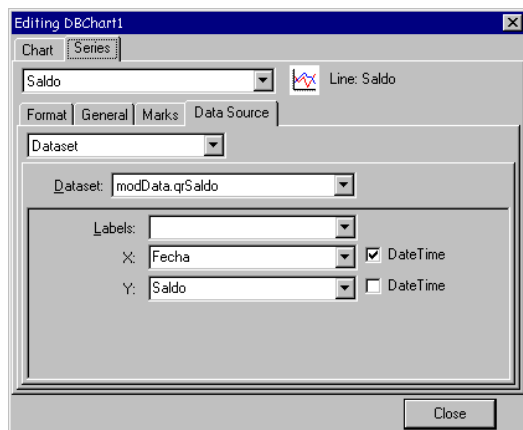 Editing DBChart1
Chart Series
Saldo Line: Saldo
Format General Marks Data Source
Dataset
Dataset: modData.qrSaldo
Labels:
X: Fecha DateTime
Y: Saldo DateTime
Close